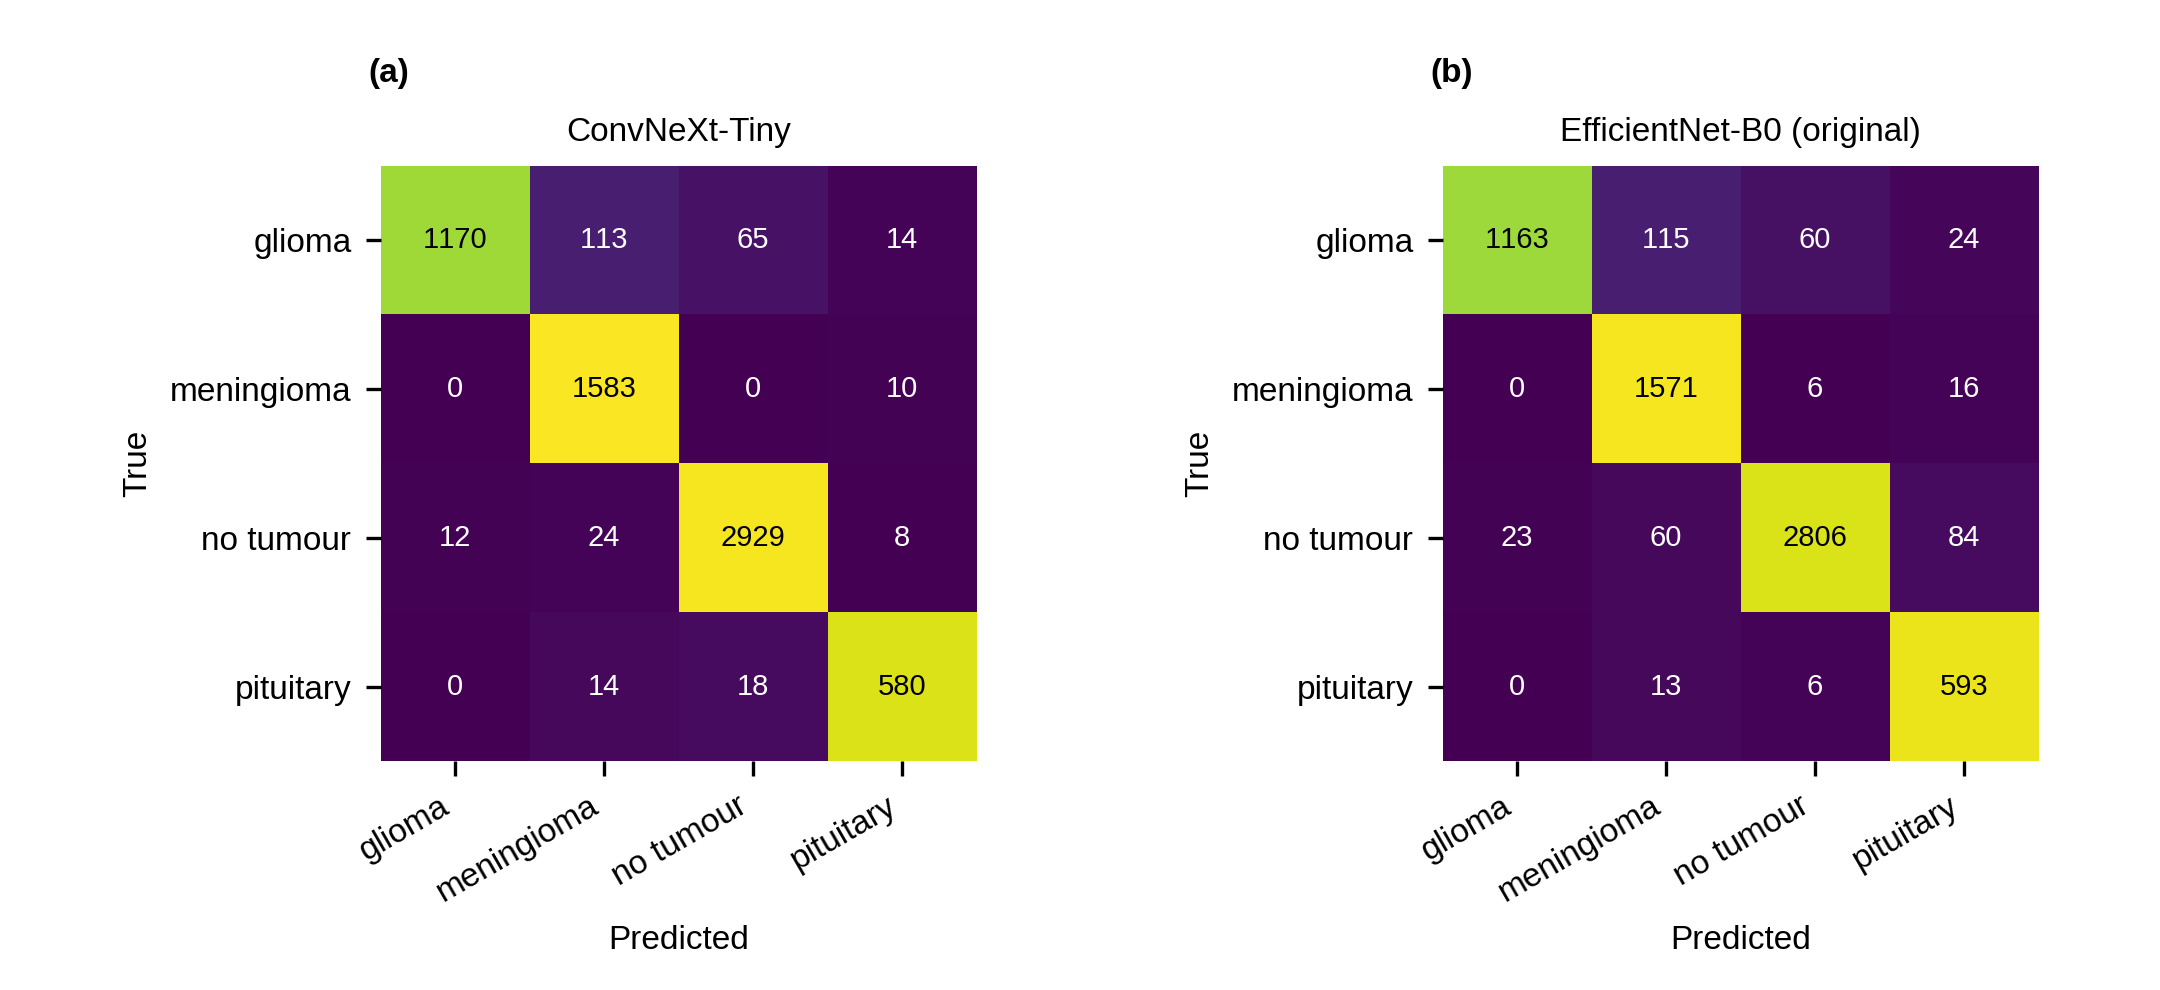 (a)
ConvNeXt-Tiny
glioma 1170 113 65 14
meningioma 0 1583 0 10
no tumour 12 24 2929 8
pituitary 0 14 18 580
True
glioma meningioma no tumour pituitary
Predicted
(b)
EfficientNet-B0 (original)
glioma 1163 115 60 24
meningioma 0 1571 6 16
no tumour 23 60 2806 84
pituitary 0 13 6 593
True
glioma meningioma no tumour pituitary
Predicted